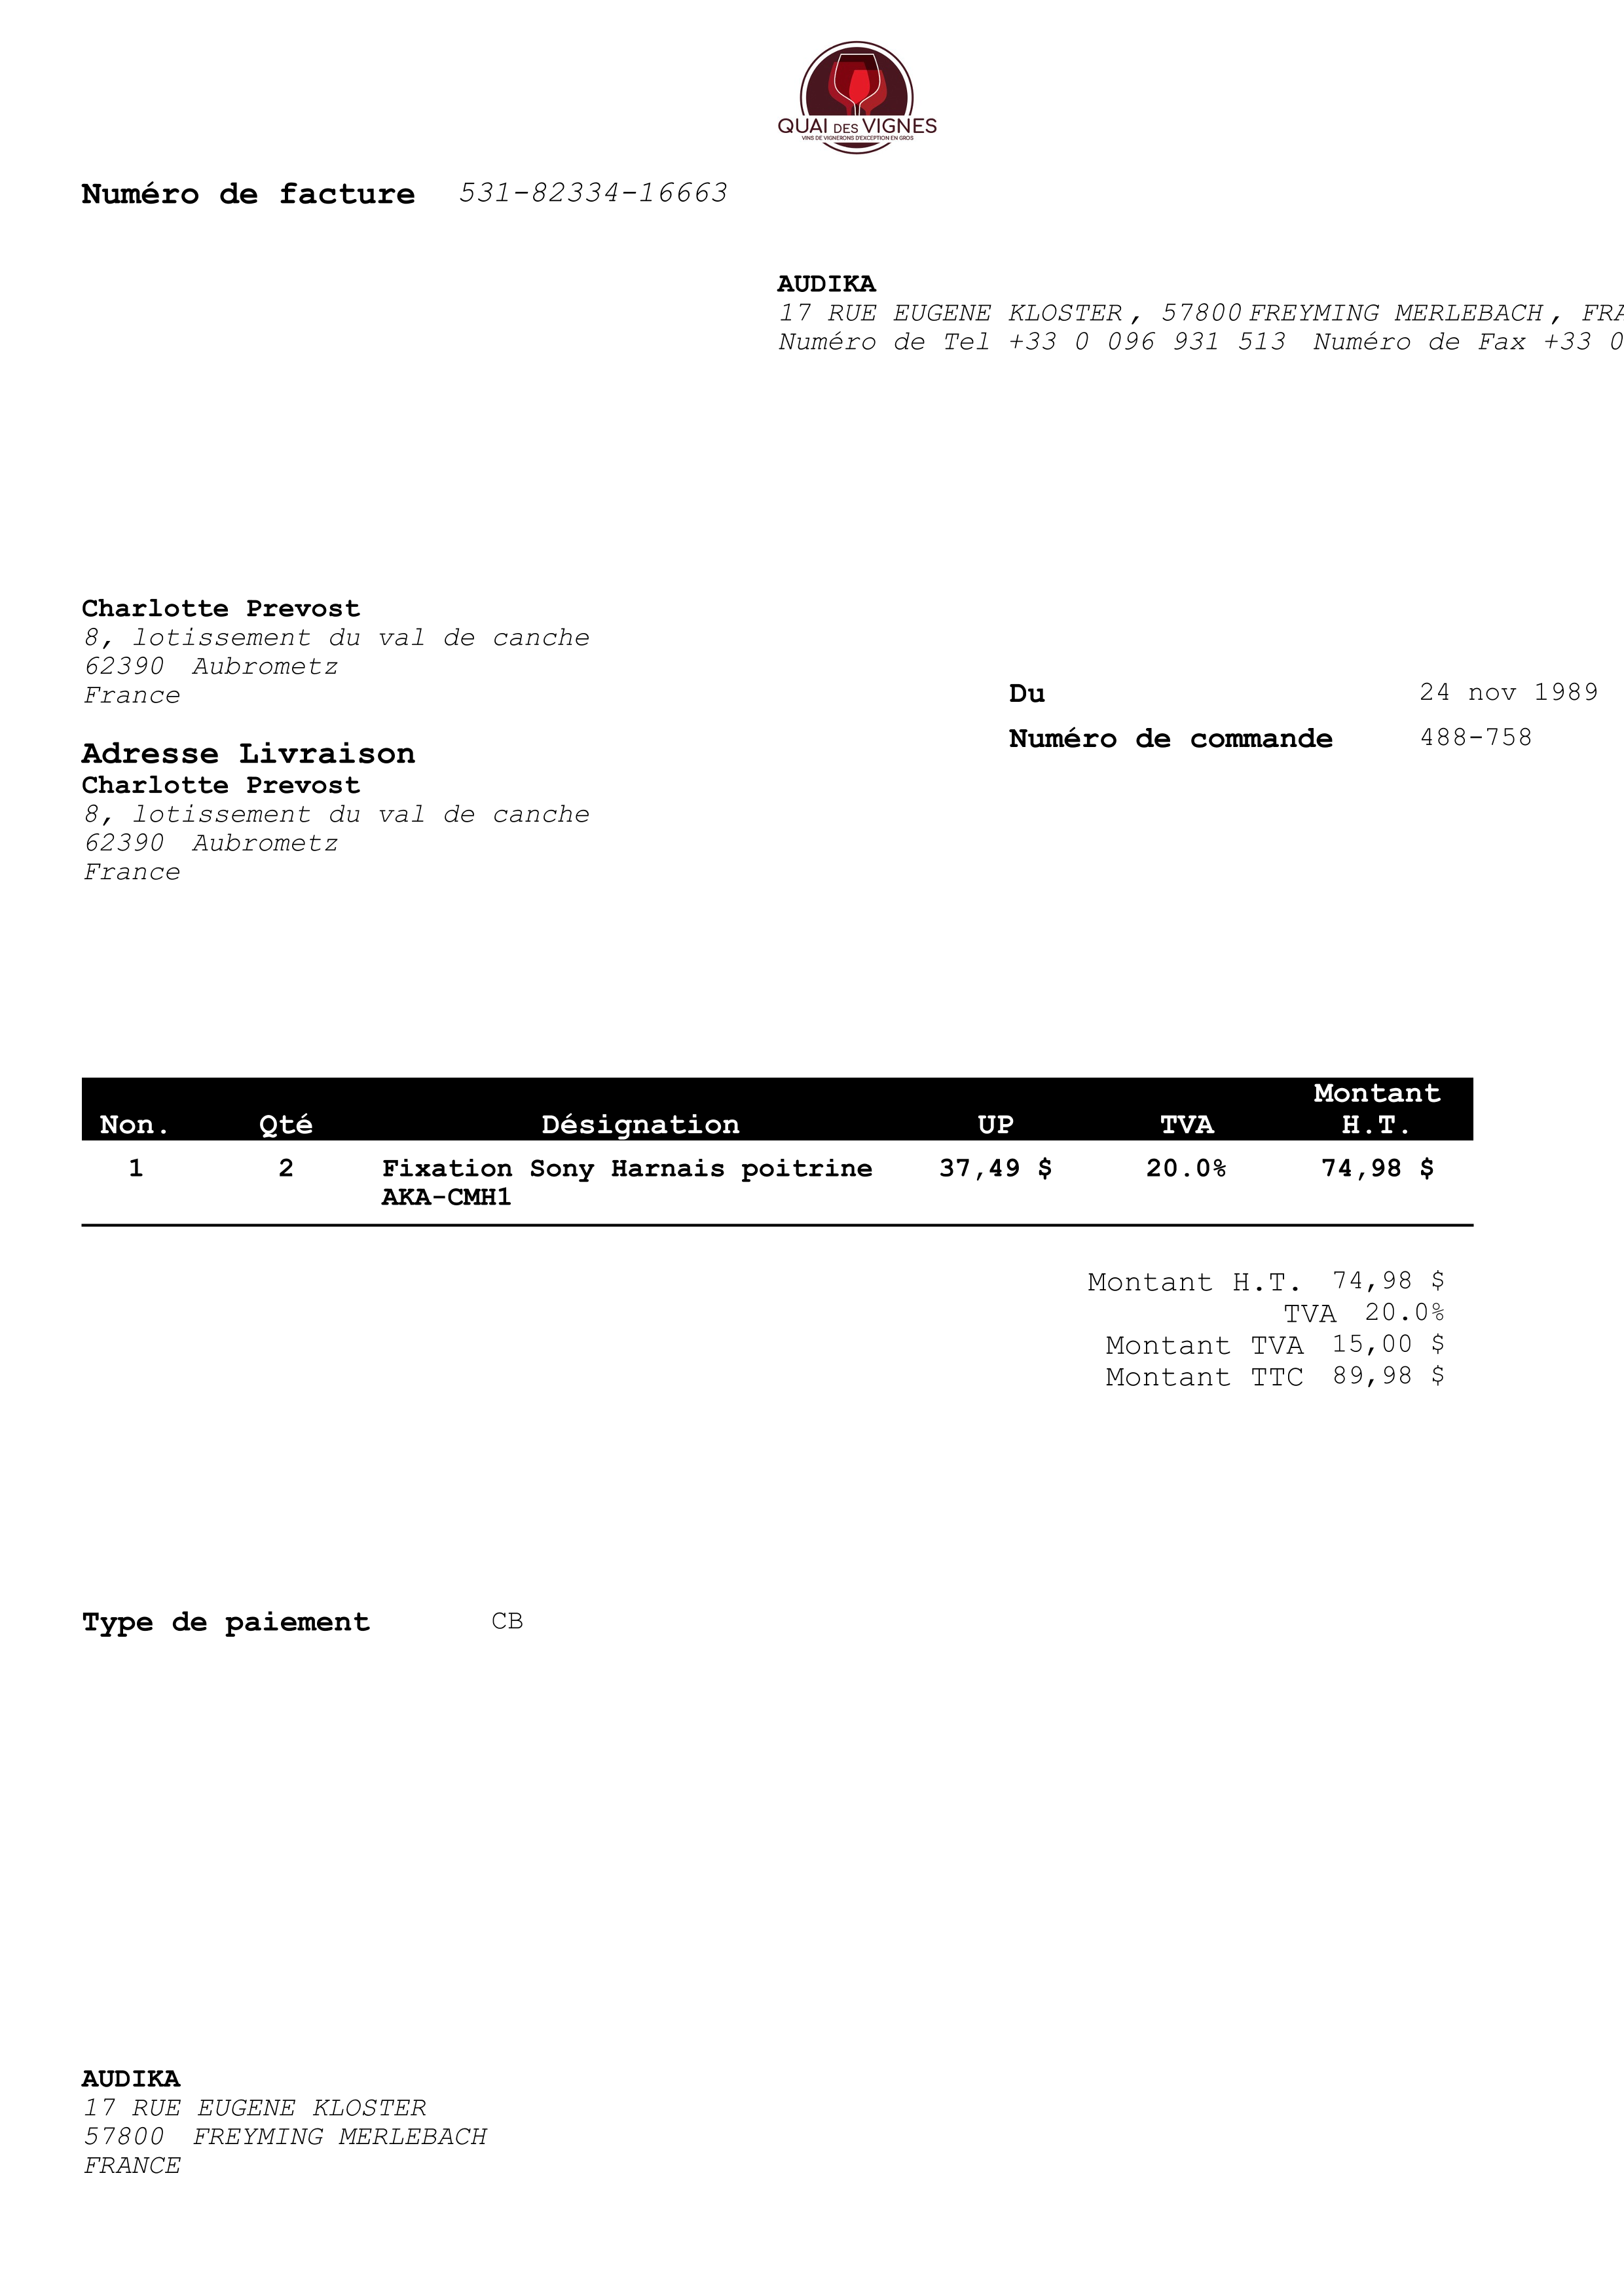 QUAI DES VIGNES
VINS DE VIGNERONS D'EXCEPTION EN GROS
Numéro de facture 531-82334-16663
AUDIKA
17 RUE EUGENE KLOSTER, 57800 FREYMING MERLEBACH, FRA
Numéro de Tel +33 0 096 931 513 Numéro de Fax +33 0
Charlotte Prevost
8, lotissement du val de canche
62390 Aubrometz
France
Du 24 nov 1989
Numéro de commande 488-758
Adresse Livraison
Charlotte Prevost
8, lotissement du val de canche
62390 Aubrometz
France
Non. Qté Désignation UP TVA Montant H.T.
1 2 Fixation Sony Harnais poitrine 37,49 $ 20.0% 74,98 $
AKA-CMH1
Montant H.T. 74,98 $
TVA 20.0%
Montant TVA 15,00 $
Montant TTC 89,98 $
Type de paiement CB
AUDIKA
17 RUE EUGENE KLOSTER
57800 FREYMING MERLEBACH
FRANCE